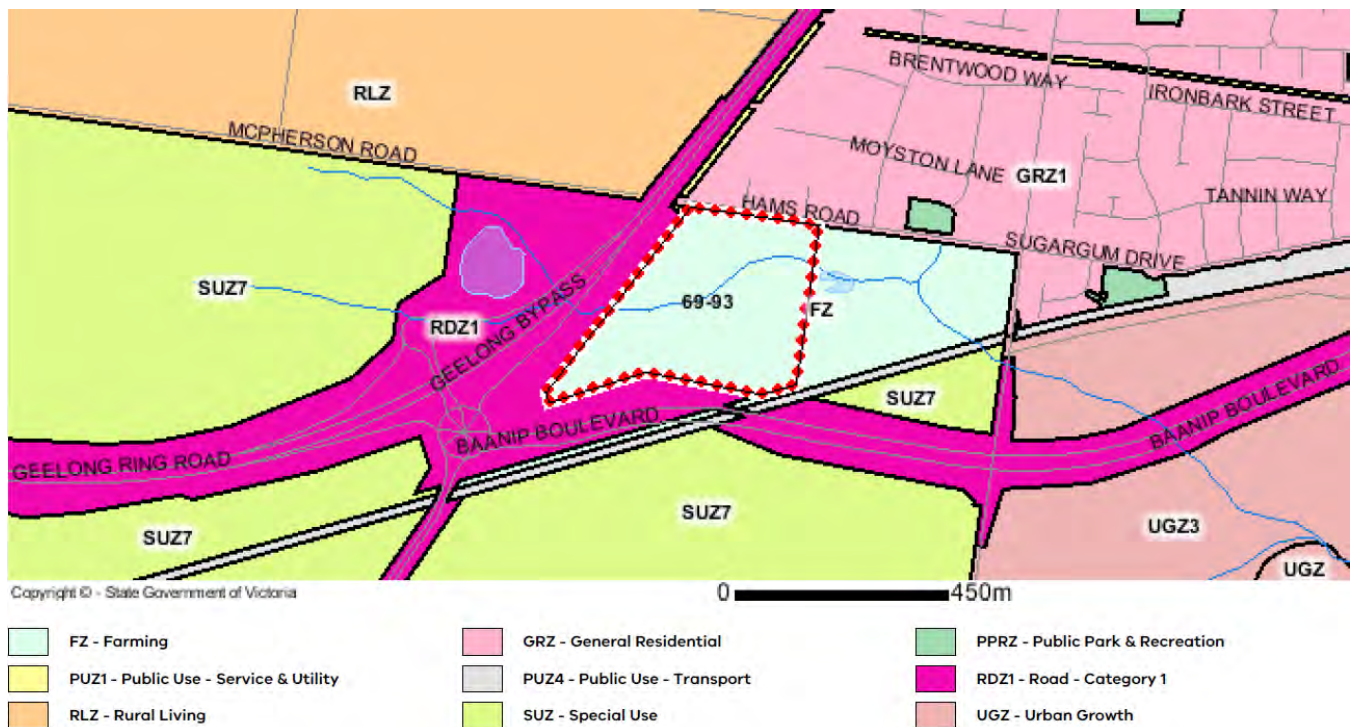 BRENTWOOD WAY
RLZ
IRONBARK STREET
MCPHERSON ROAD
MOYSTON LANE
GRZ1
TANNIN WAY
HAMS ROAD
SUGARGUM DRIVE
SUZ7
69-93
FZ
RDZ1
GEELONG BYPASS
SUZ7
BAANIP BOULEVARD
BAANIP BOULEVARD
GEELONG RING ROAD
SUZ7
SUZ7
UGZ3
UGZ
Copyright © - State Government of Victoria
0 450m
FZ - Farming
GRZ - General Residential
PPRZ - Public Park & Recreation
PUZ1 - Public Use - Service & Utility
PUZ4 - Public Use - Transport
RDZ1 - Road - Category 1
RLZ - Rural Living
SUZ - Special Use
UGZ - Urban Growth